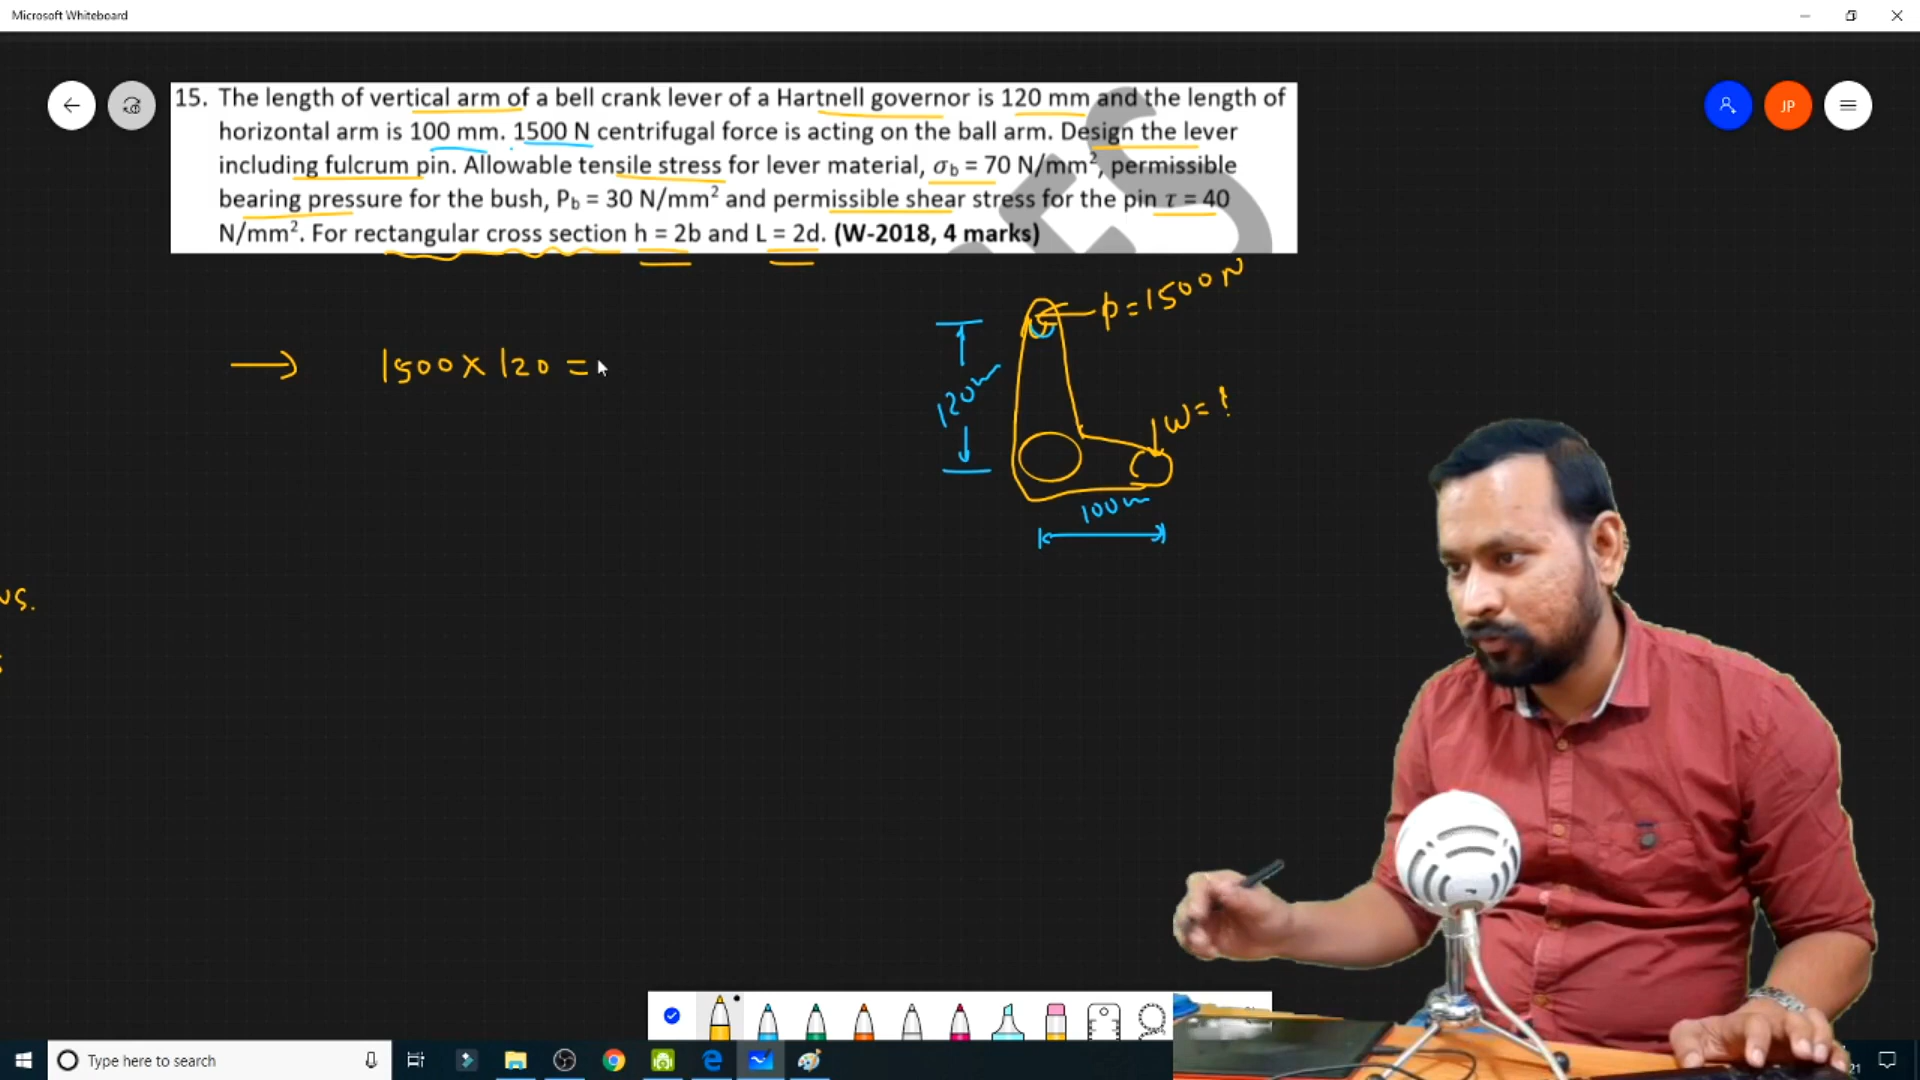 Microsoft Whiteboard
15. The length of vertical arm of a bell crank lever of a Hartnell governor is 120 mm and the length of
horizontal arm is 100 mm. 1500 N centrifugal force is acting on the ball arm. Design the lever
including fulcrum pin. Allowable tensile stress for lever material, σb = 70 N/mm², permissible
bearing pressure for the bush, Pb = 30 N/mm² and permissible shear stress for the pin τ = 40
N/mm². For rectangular cross section h = 2b and L = 2d. (W-2018, 4 marks)
JP
P = 1500 N
1500 × 120 =
120
W = ?
100
us.
Type here to search
21